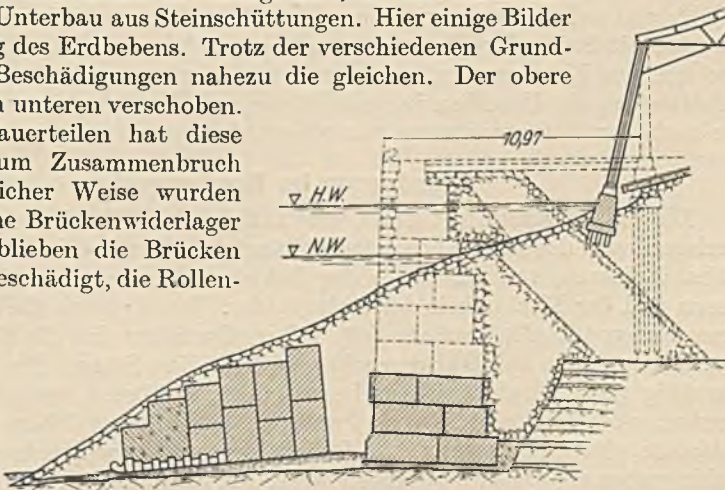 Unterbau aus Steinschüttungen. Hier einige Bilder
g des Erdbebens. Trotz der verschiedenen Grund-
Beschädigungen nahezu die gleichen. Der obere
n unteren verschoben.
auerteilen hat diese
um Zusammenbruch
icher Weise wurden
ne Brückenwiderlager
blieben die Brücken
eschädigt, die Rollen-
10,97
H.W.
N.W.